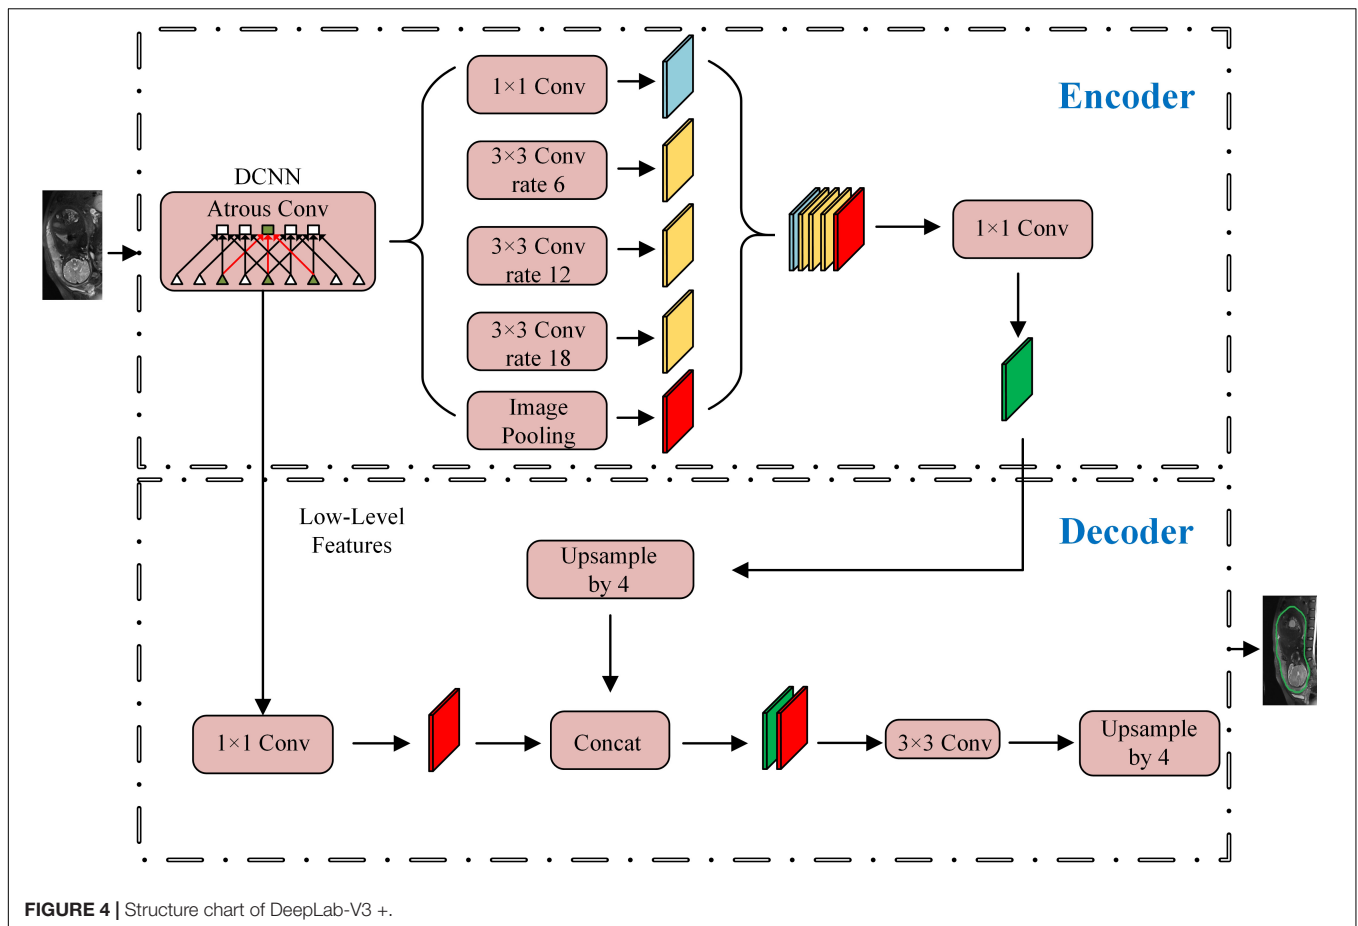 Encoder
DCNN
Atrous Conv
1×1 Conv
3×3 Conv
rate 6
3×3 Conv
rate 12
3×3 Conv
rate 18
Image
Pooling
1×1 Conv
Decoder
Low-Level
Features
Upsample
by 4
1×1 Conv
Concat
3×3 Conv
Upsample
by 4
FIGURE 4 | Structure chart of DeepLab-V3 +.